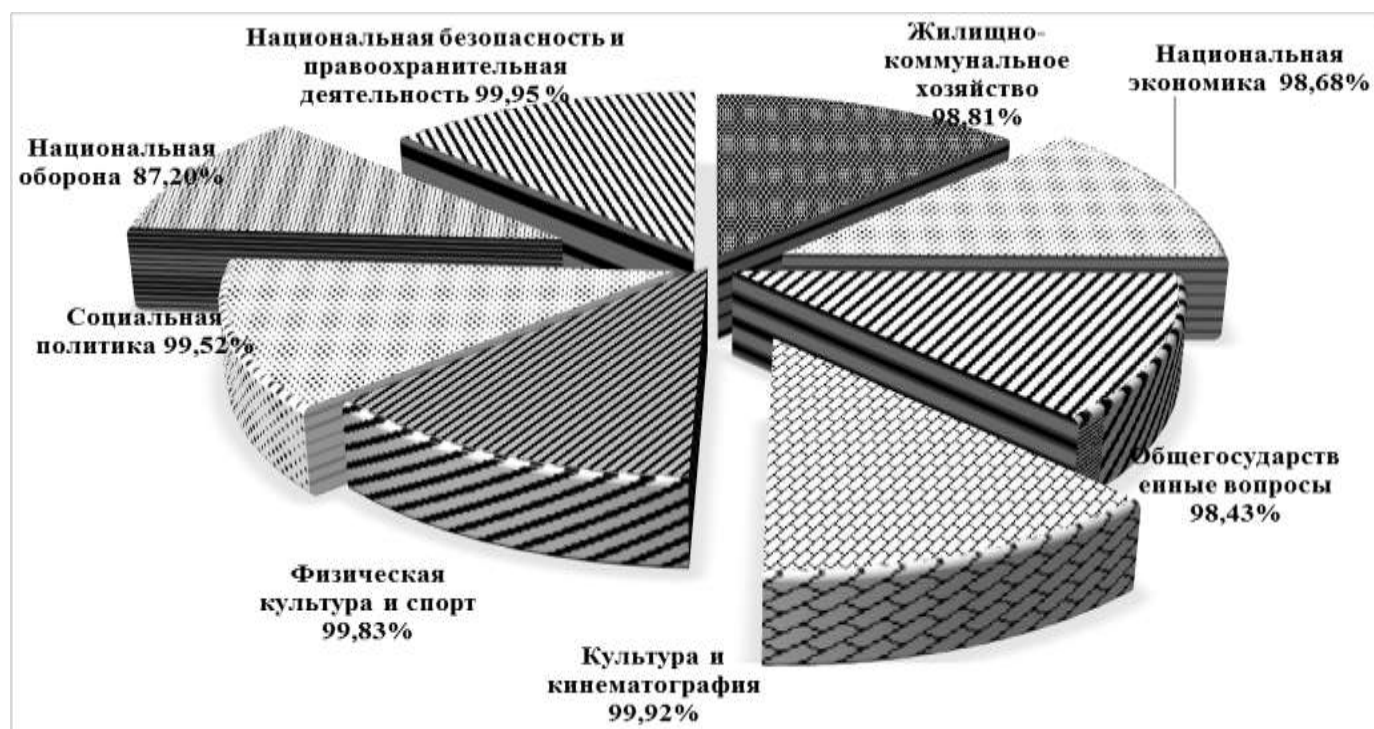 Национальная безопасность и
правоохранительная
деятельность 99,95 %
Жилищно-
коммунальное
хозяйство
98,81%
Национальная
экономика 98,68%
Национальная
оборона 87,20%
Социальная
политика 99,52%
Общегосударств
енные вопросы
98,43%
Физическая
культура и спорт
99,83%
Культура и
кинематография
99,92%